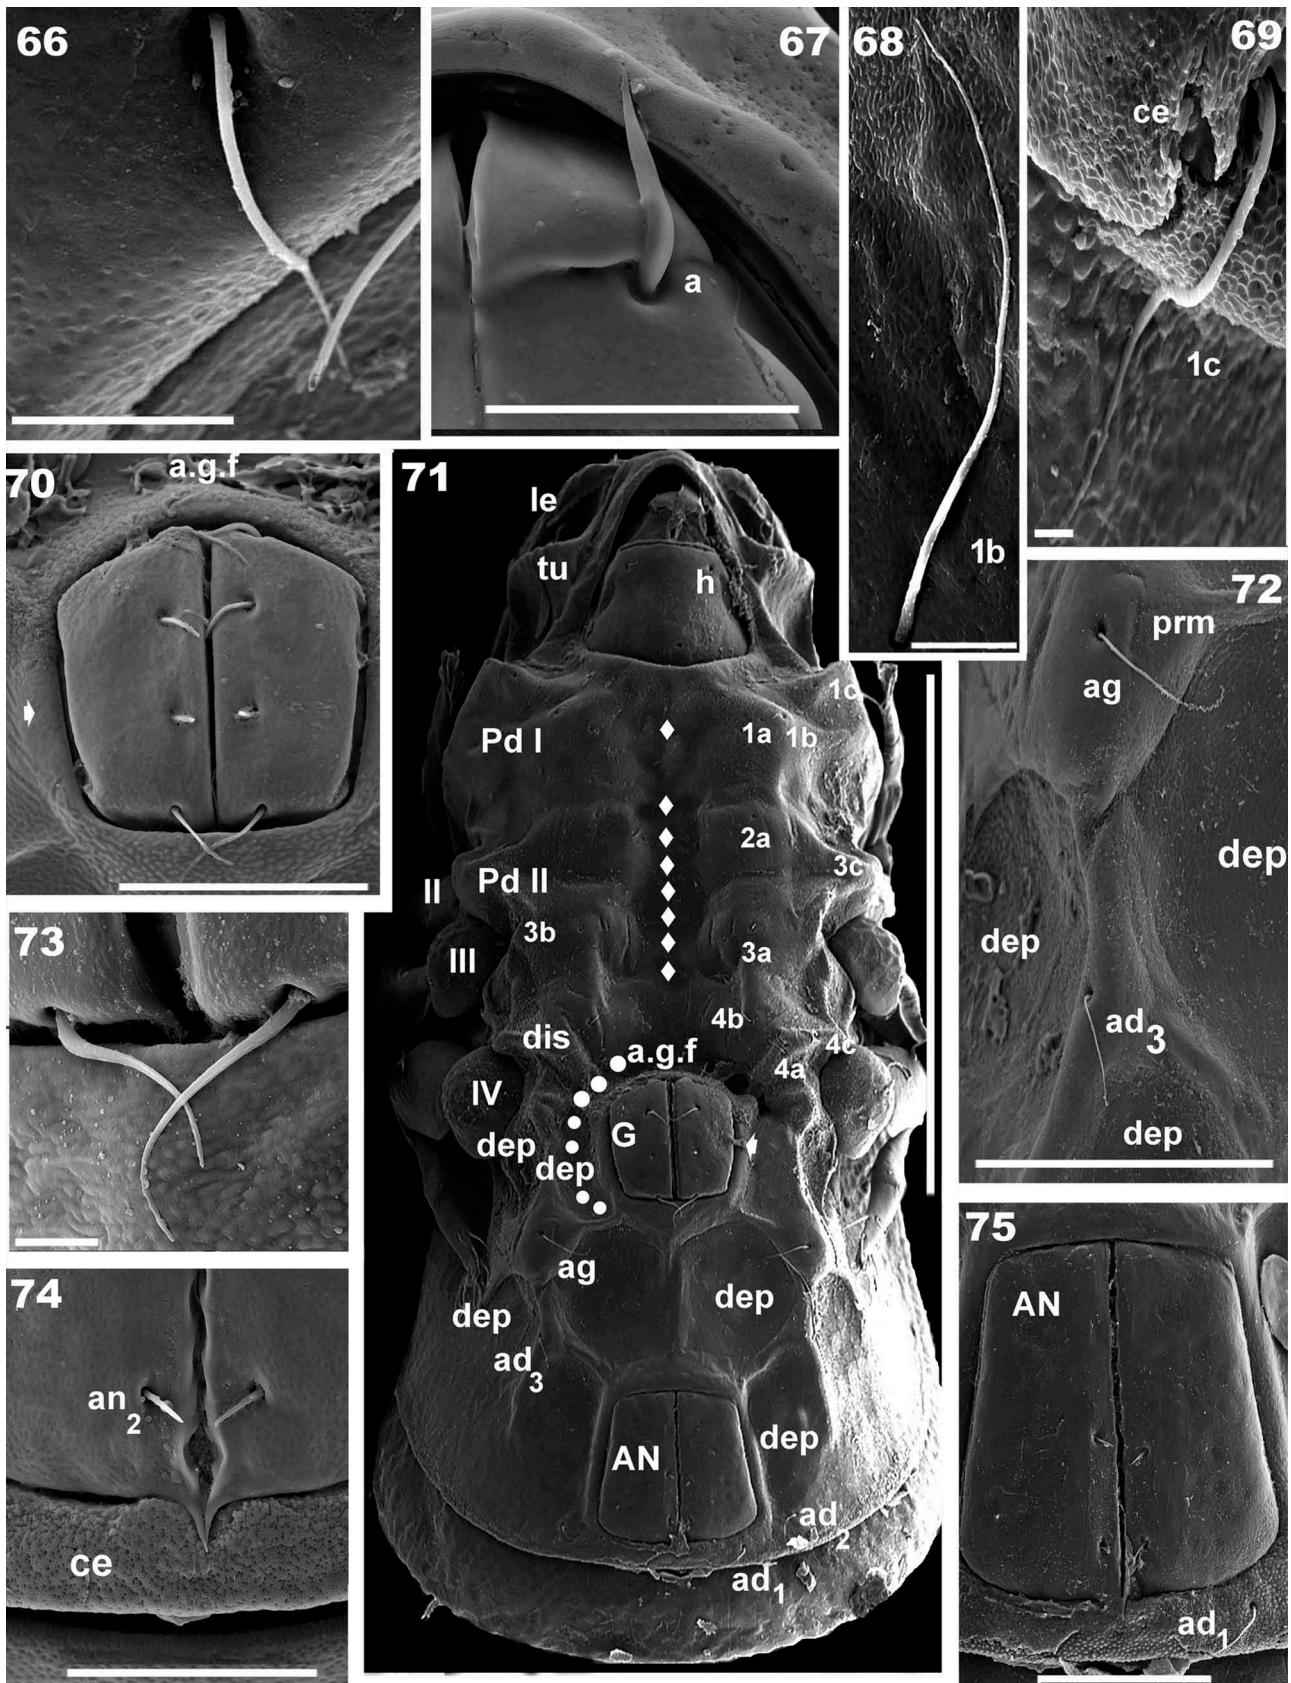 66
67
a
68
1b
69
ce
1c
70
a.g.f
71
le
tu
h
1c
Pd I
1a
1b
2a
3c
Pd II
II
3b
III
3a
4b
dis
a.g.f
4c
4a
IV
G
dep
dep
ag
dep
dep
ad3
AN
dep
ad2
ad1
72
prm
ag
dep
dep
ad3
dep
73
74
an2
ce
75
AN
ad1